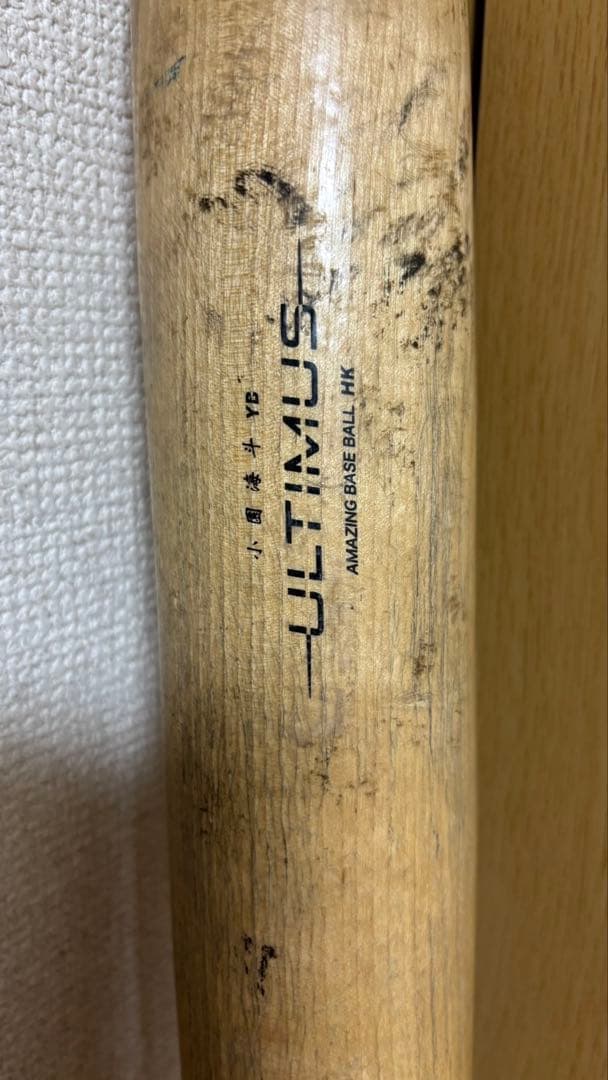 小園海斗 YB
ULTIMUS
AMAZING BASE BALL HK